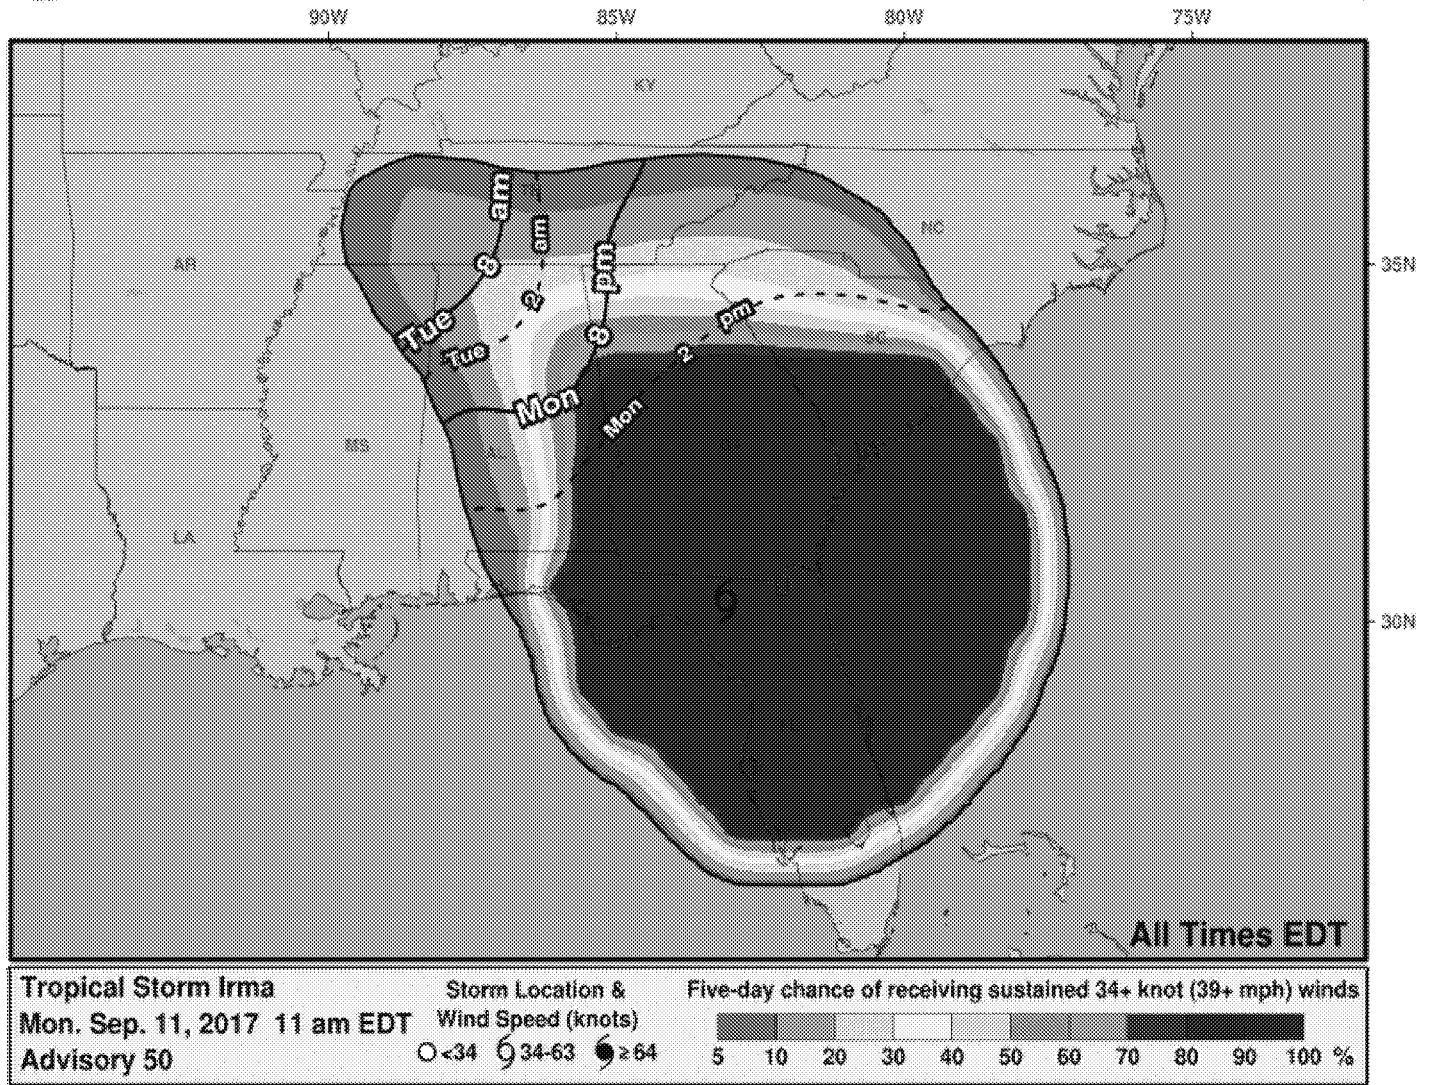 90W 85W 80W 75W
KY
NC
AR
35N
am
am
pm
8
2
8
Tue
Tue
pm
2
SC
Mon
Mon
MS
LA
30N
All Times EDT
Tropical Storm Irma
Mon. Sep. 11, 2017 11 am EDT
Advisory 50
Storm Location &
Wind Speed (knots)
<34 34-63 ≥ 64
Five-day chance of receiving sustained 34+ knot (39+ mph) winds
5 10 20 30 40 50 60 70 80 90 100 %